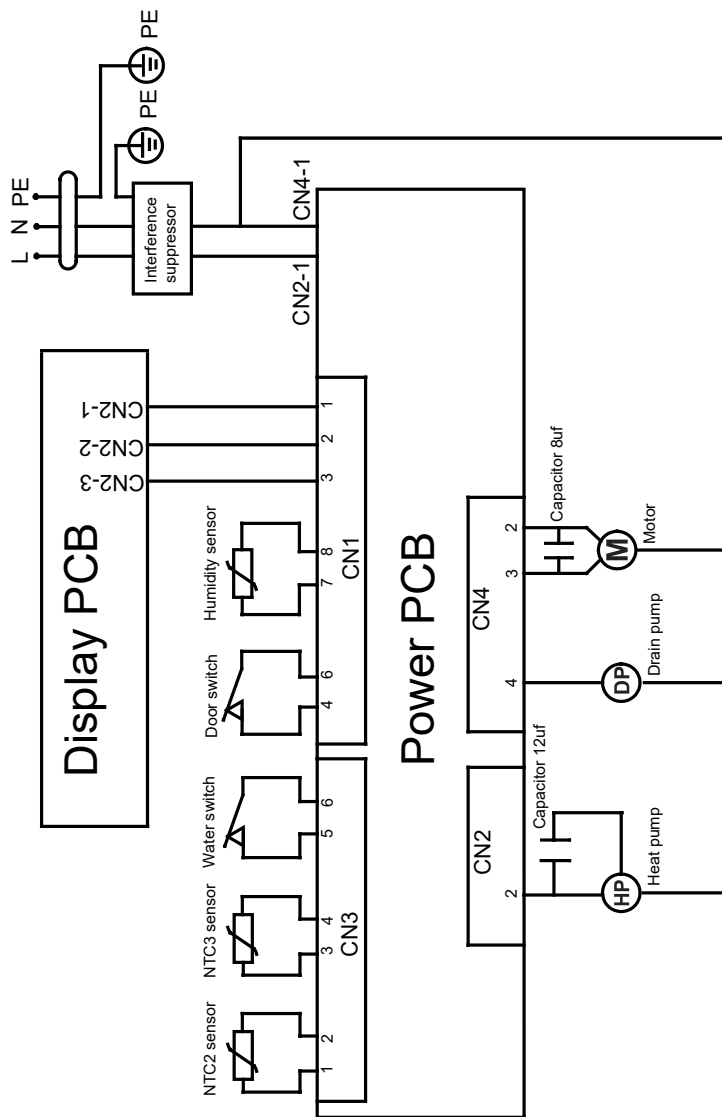 L
N
PE
PE
PE
Interference
suppressor
CN2-1
CN4-1
Display PCB
CN2-3
CN2-2
CN2-1
NTC2 sensor
NTC3 sensor
Water switch
Door switch
Humidity sensor
1
2
3
4
5
6
4
6
7
8
3
2
1
CN3
CN1
Power PCB
CN2
CN4
2
4
3
2
Capacitor 12uf
Capacitor 8uf
HP
DP
M
Heat pump
Drain pump
Motor